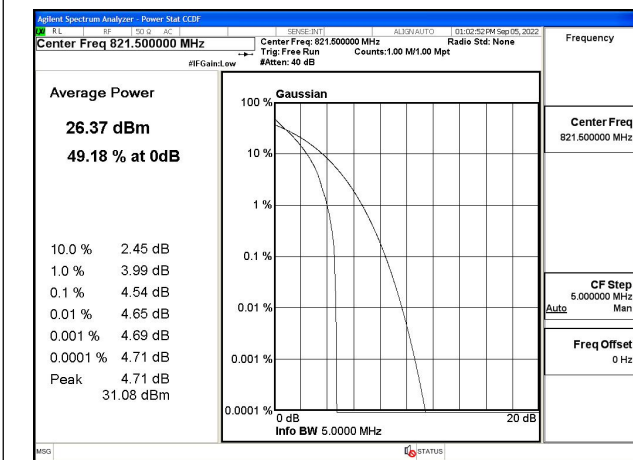 Agilent Spectrum Analyzer - Power Stat CCDF
RL RF 50 Ω AC SENSE:INT ALIGN AUTO 01:02:52 PM Sep 05, 2022
Center Freq 821.500000 MHz
Center Freq: 821.500000 MHz Radio Std: None
Trig: Free Run Counts:1.00 M/1.00 Mpt
#IFGain:Low #Atten: 40 dB
Frequency
Average Power
26.37 dBm
49.18 % at 0dB
10.0 % 2.45 dB
1.0 % 3.99 dB
0.1 % 4.54 dB
0.01 % 4.65 dB
0.001 % 4.69 dB
0.0001 % 4.71 dB
Peak 4.71 dB
31.08 dBm
Gaussian
100 %
10 %
1 %
0.1 %
0.01 %
0.001 %
0.0001 %
0 dB 20 dB
Info BW 5.0000 MHz
Center Freq
821.500000 MHz
CF Step
5.000000 MHz
Auto Man
Freq Offset
0 Hz
MSG STATUS